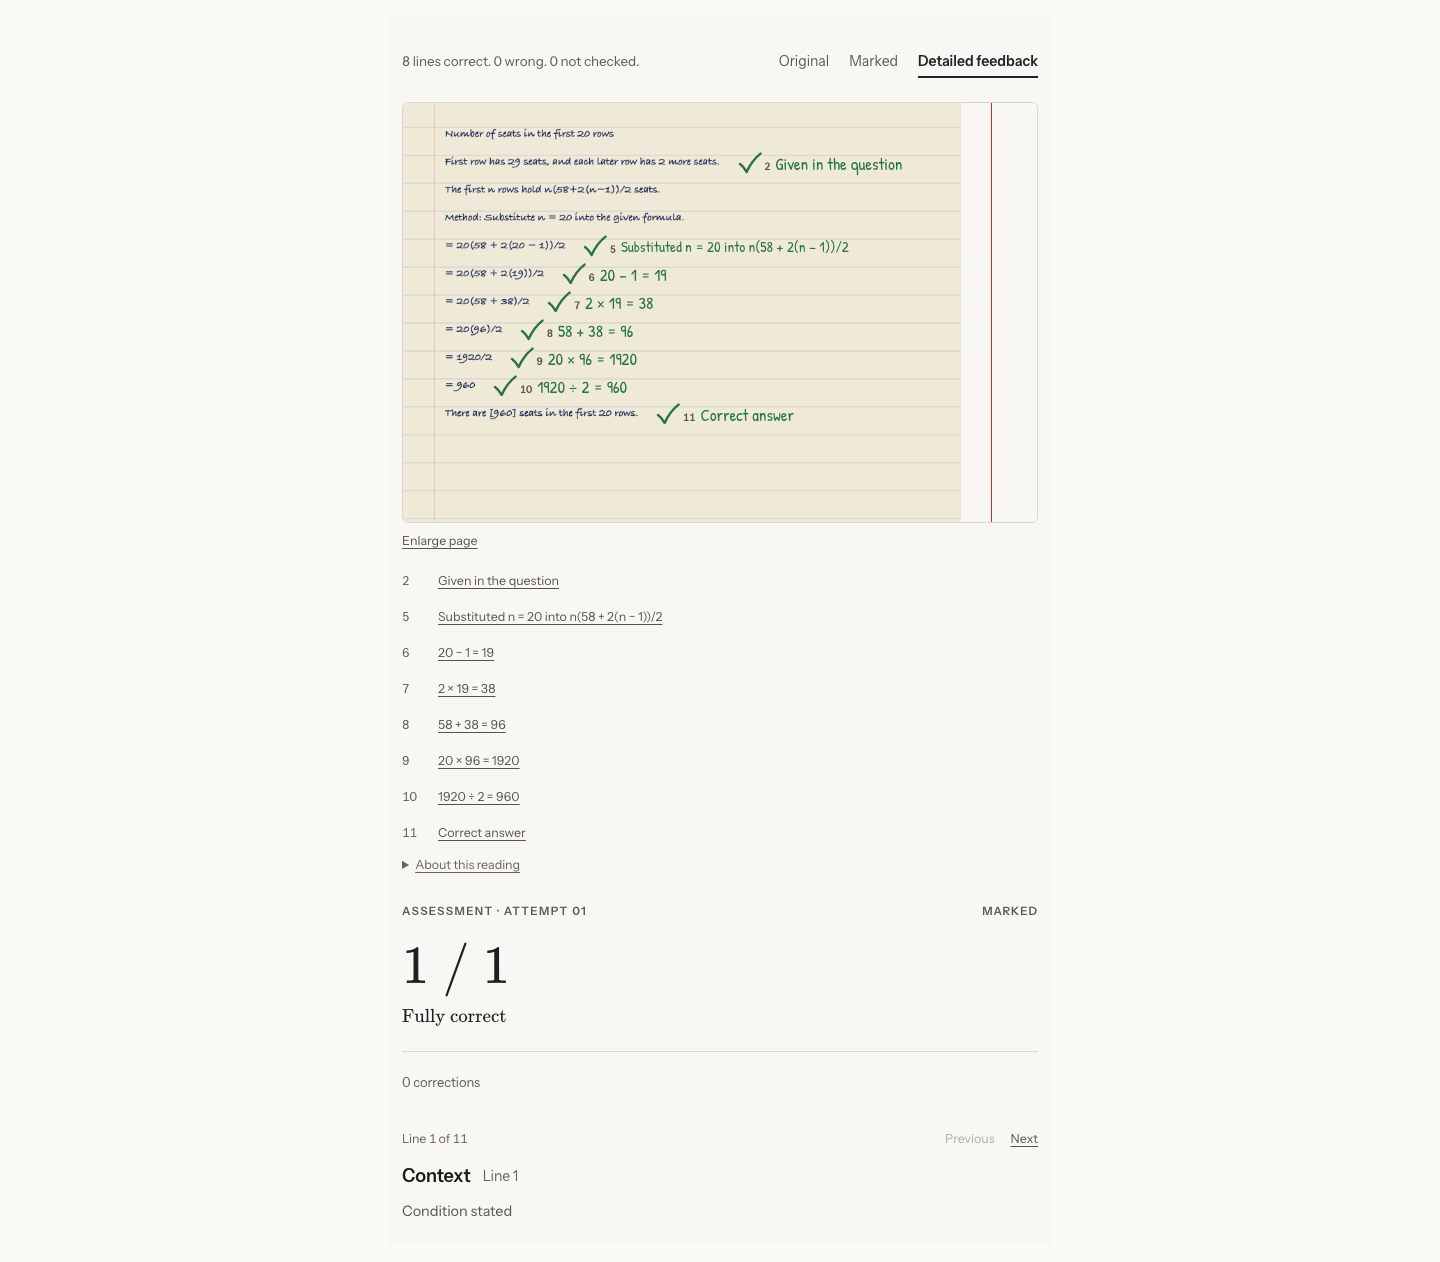 8 lines correct. 0 wrong. 0 not checked.
Original Marked Detailed feedback
Number of seats in the first 20 rows
First row has 29 seats, and each later row has 2 more seats. 2 Given in the question
The first n rows hold n(58+2(n−1))/2 seats.
Method: Substitute n = 20 into the given formula.
= 20(58 + 2(20 − 1))/2 5 Substituted n = 20 into n(58 + 2(n − 1))/2
= 20(58 + 2(19))/2 6 20 − 1 = 19
= 20(58 + 38)/2 7 2 × 19 = 38
= 20(96)/2 8 58 + 38 = 96
= 1920/2 9 20 × 96 = 1920
= 960 10 1920 ÷ 2 = 960
There are [960] seats in the first 20 rows. 11 Correct answer
Enlarge page
2 Given in the question
5 Substituted n = 20 into n(58 + 2(n − 1))/2
6 20 − 1 = 19
7 2 × 19 = 38
8 58 + 38 = 96
9 20 × 96 = 1920
10 1920 ÷ 2 = 960
11 Correct answer
▶ About this reading
ASSESSMENT · ATTEMPT 01 MARKED
1 / 1
Fully correct
0 corrections
Line 1 of 11 Previous Next
Context Line 1
Condition stated